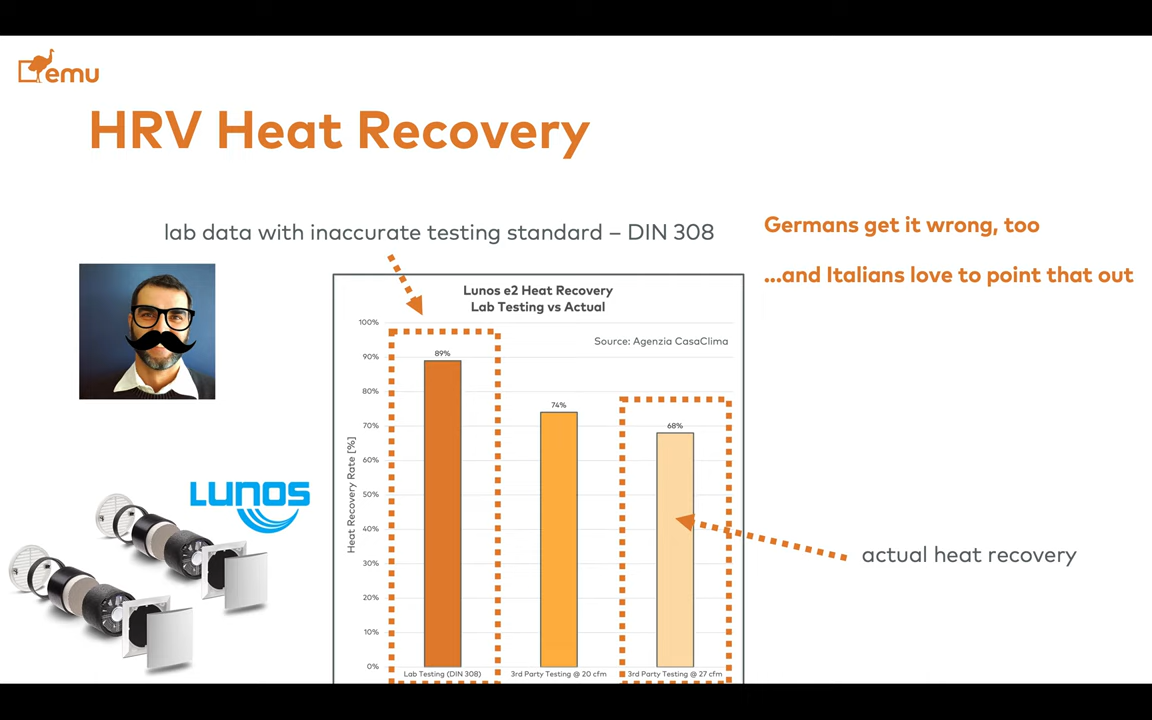 emu
HRV Heat Recovery
lab data with inaccurate testing standard – DIN 308
Germans get it wrong, too
...and Italians love to point that out
Lunos e2 Heat Recovery
Lab Testing vs Actual
Source: Agenzia CasaClima
Heat Recovery Rate [%]
100%
90%
80%
70%
60%
50%
40%
30%
20%
10%
0%
89%
74%
68%
Lab Testing (DIN 308)
3rd Party Testing @ 20 cfm
3rd Party Testing @ 27 cfm
LUNOS
actual heat recovery